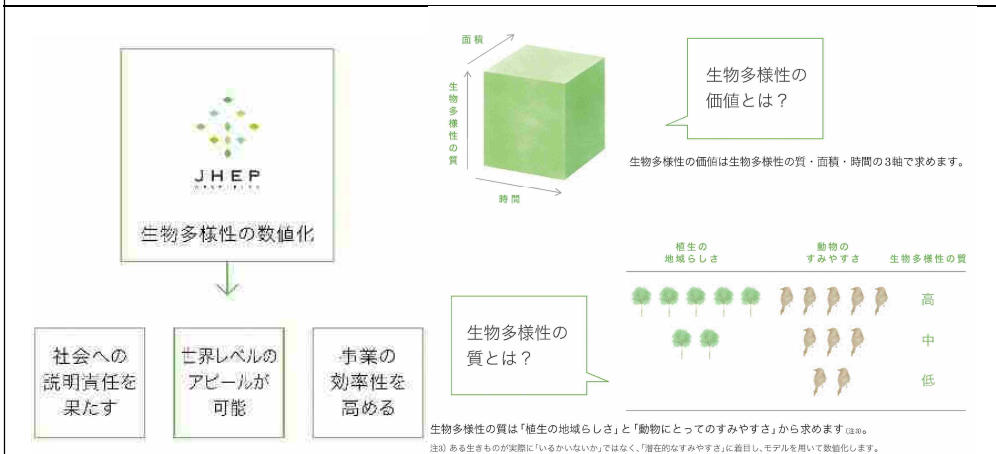 JHEP
生物多様性の数値化
社会への
説明責任を
果たす
世界レベルの
アピールが
可能
事業の
効率性を
高める
面積
生物多様性の質
時間
生物多様性の
価値とは？
生物多様性の価値は生物多様性の質・面積・時間の3軸で求めます。
生物多様性の
質とは？
植生の
地域らしさ
動物の
すみやすさ
生物多様性の質
高
中
低
生物多様性の質は「植生の地域らしさ」と「動物にとってのすみやすさ」から求めます(注3)。
注3) ある生きものが実際に「いるかいないか」ではなく、「潜在的なすみやすさ」に着目し、モデルを用いて数値化します。